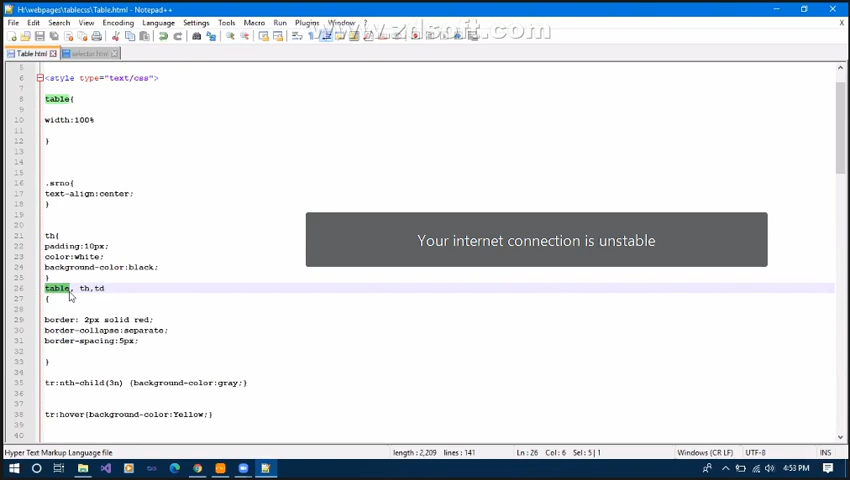 H:\webpages\tablecss\Table.html - Notepad++
File Edit Search View Encoding Language Settings Tools Macro Run Plugins Window ?
www.zdsoft.com
Table.html selector.html
5
6 <style type="text/css">
7
8 table{
9
10 width:100%
11
12 }
13
14
15
16 .srno{
17 text-align:center;
18 }
19
20
21 th{
22 padding:10px;
23 color:white;
24 background-color:black;
25 }
26 table, th,td
27 {
28
29 border: 2px solid red;
30 border-collapse:separate;
31 border-spacing:5px;
32
33 }
34
35 tr:nth-child(3n) {background-color:gray;}
36
37
38 tr:hover{background-color:Yellow;}
39
40
Your internet connection is unstable
Hyper Text Markup Language file length : 2,209 lines : 141 Ln : 26 Col : 6 Sel : 5 | 1 Windows (CR LF) UTF-8 INS
4:53 PM